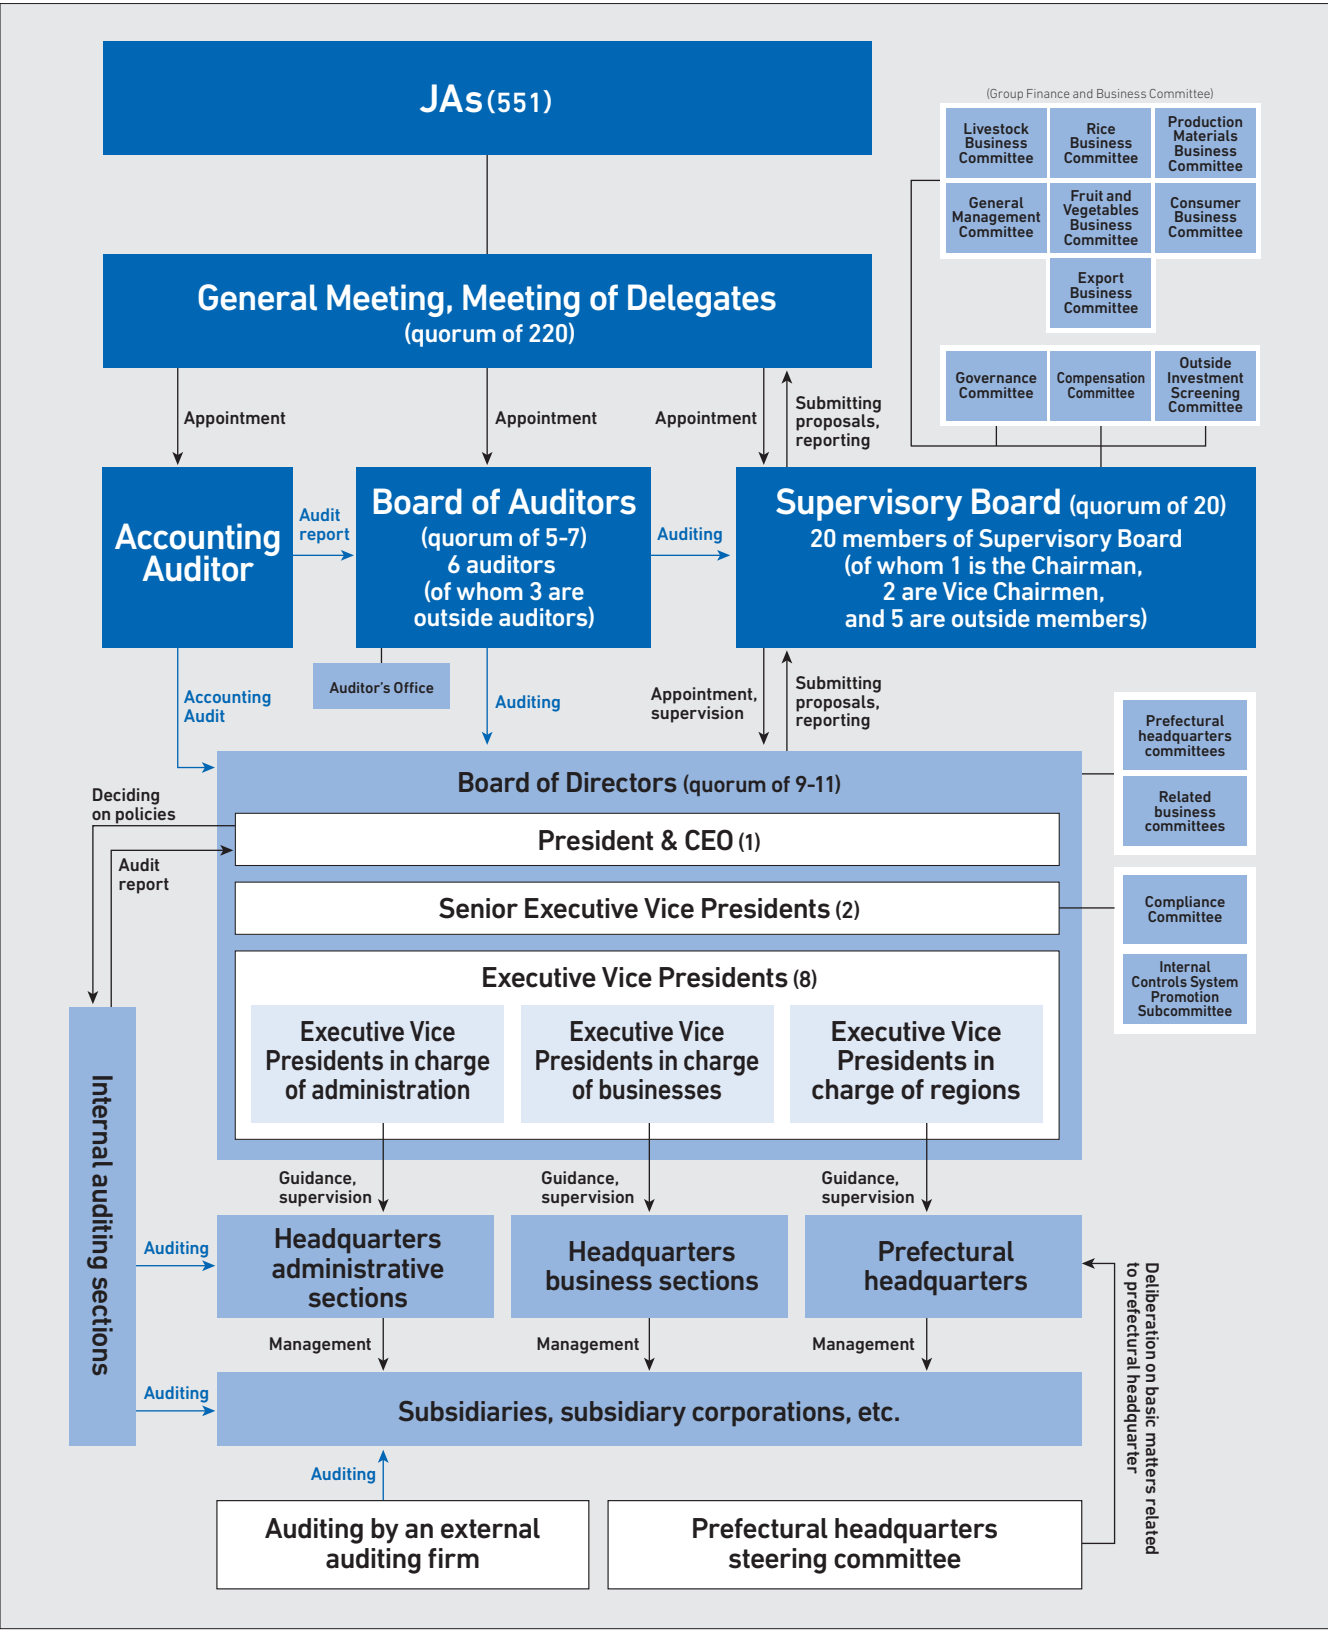 JAs (551)
(Group Finance and Business Committee)
Livestock
Business
Committee
Rice
Business
Committee
Production
Materials
Business
Committee
General
Management
Committee
Fruit and
Vegetables
Business
Committee
Consumer
Business
Committee
Export
Business
Committee
General Meeting, Meeting of Delegates
(quorum of 220)
Governance
Committee
Compensation
Committee
Outside
Investment
Screening
Committee
Appointment
Appointment
Appointment
Submitting
proposals,
reporting
Accounting
Auditor
Audit
report
Board of Auditors
(quorum of 5-7)
6 auditors
(of whom 3 are
outside auditors)
Auditing
Supervisory Board (quorum of 20)
20 members of Supervisory Board
(of whom 1 is the Chairman,
2 are Vice Chairmen,
and 5 are outside members)
Accounting
Audit
Auditor's Office
Auditing
Appointment,
supervision
Submitting
proposals,
reporting
Prefectural
headquarters
committees
Related
business
committees
Board of Directors (quorum of 9-11)
Deciding
on policies
President & CEO (1)
Audit
report
Senior Executive Vice Presidents (2)
Compliance
Committee
Internal
Controls System
Promotion
Subcommittee
Executive Vice Presidents (8)
Executive Vice
Presidents in charge
of administration
Executive Vice
Presidents in charge
of businesses
Executive Vice
Presidents in
charge of regions
Internal auditing sections
Guidance,
supervision
Guidance,
supervision
Guidance,
supervision
Auditing
Headquarters
administrative
sections
Headquarters
business sections
Prefectural
headquarters
Deliberation on basic matters related
to prefectural headquarter
Management
Management
Management
Auditing
Subsidiaries, subsidiary corporations, etc.
Auditing
Auditing by an external
auditing firm
Prefectural headquarters
steering committee